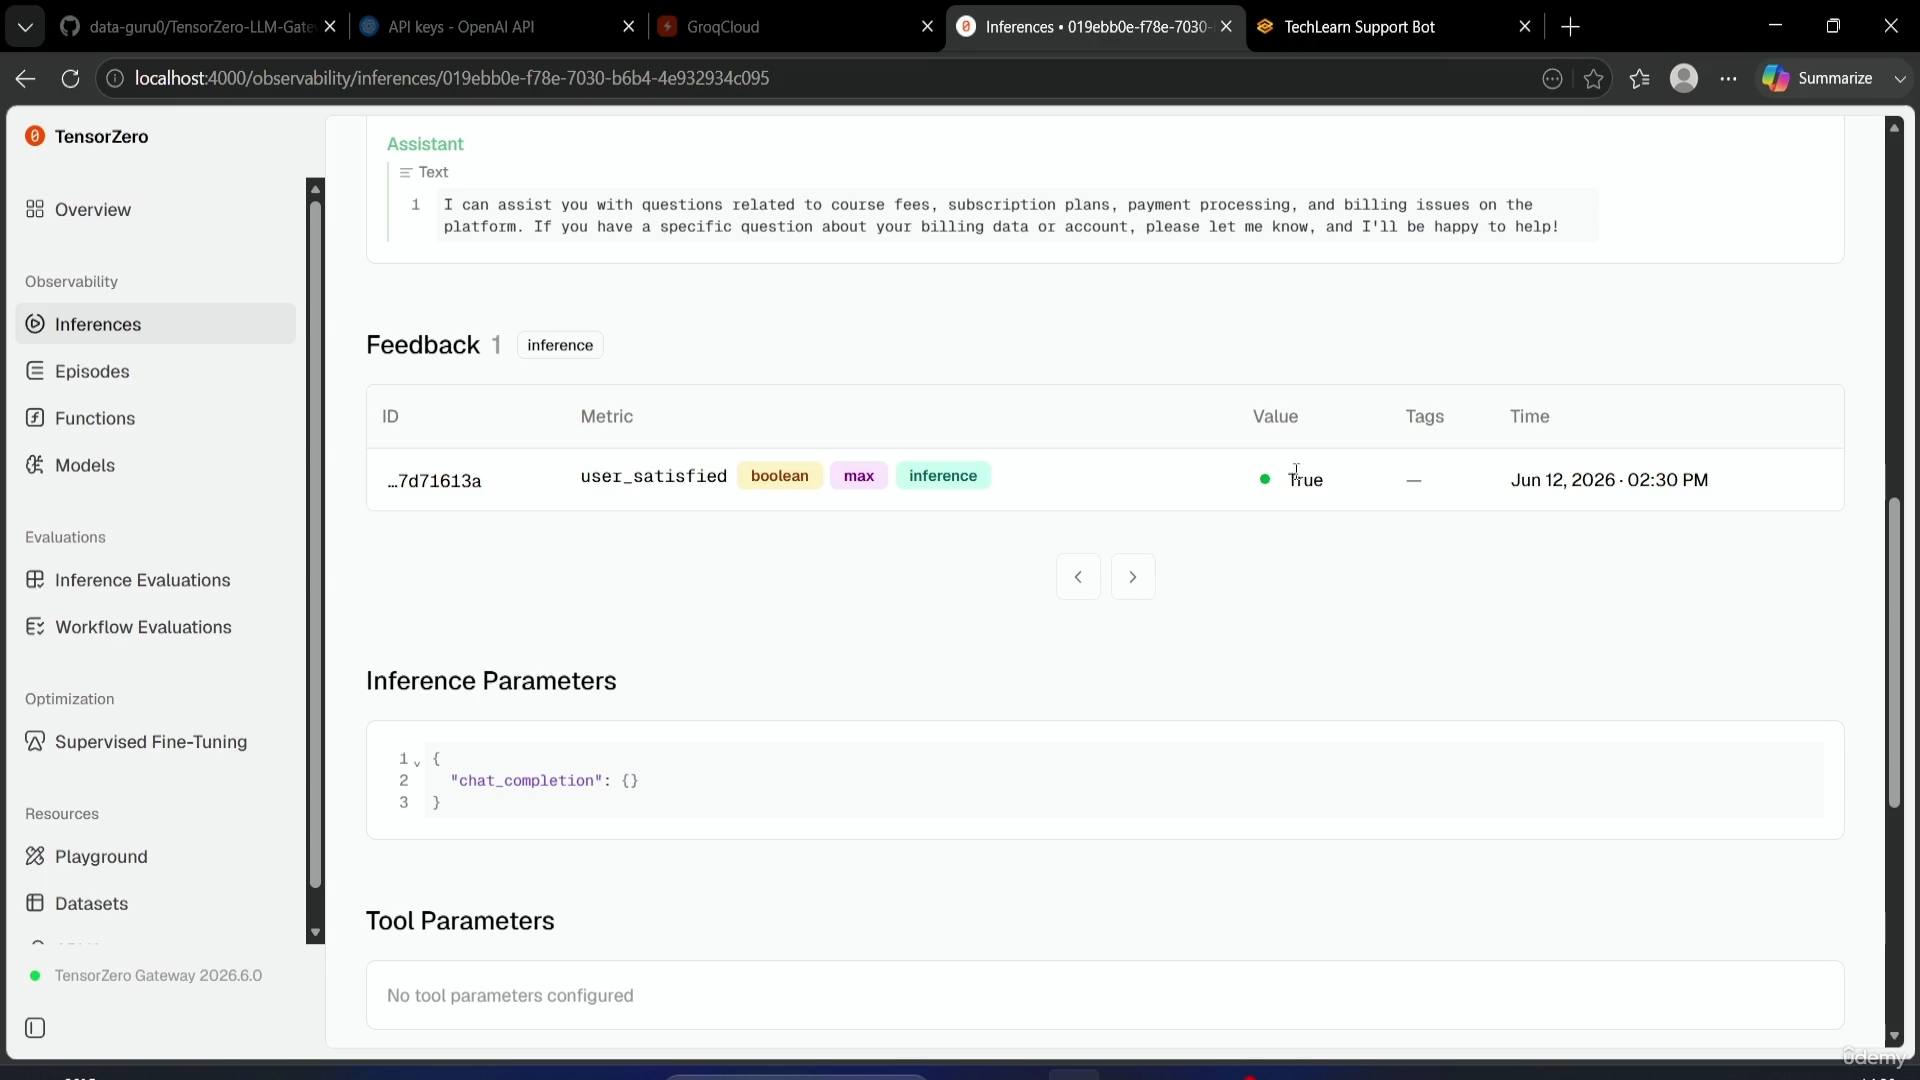 data-guru0/TensorZero-LLM-Gatew
API keys - OpenAI API
GroqCloud
Inferences • 019ebb0e-f78e-7030-
TechLearn Support Bot
localhost:4000/observability/inferences/019ebb0e-f78e-7030-b6b4-4e932934c095
Summarize
TensorZero
Overview
Observability
Inferences
Episodes
Functions
Models
Evaluations
Inference Evaluations
Workflow Evaluations
Optimization
Supervised Fine-Tuning
Resources
Playground
Datasets
TensorZero Gateway 2026.6.0
Assistant
Text
1 I can assist you with questions related to course fees, subscription plans, payment processing, and billing issues on the
platform. If you have a specific question about your billing data or account, please let me know, and I'll be happy to help!
Feedback 1 inference
ID Metric Value Tags Time
…7d71613a user_satisfied boolean max inference True — Jun 12, 2026 · 02:30 PM
Inference Parameters
1 {
2 "chat_completion": {}
3 }
Tool Parameters
No tool parameters configured
ûdemy